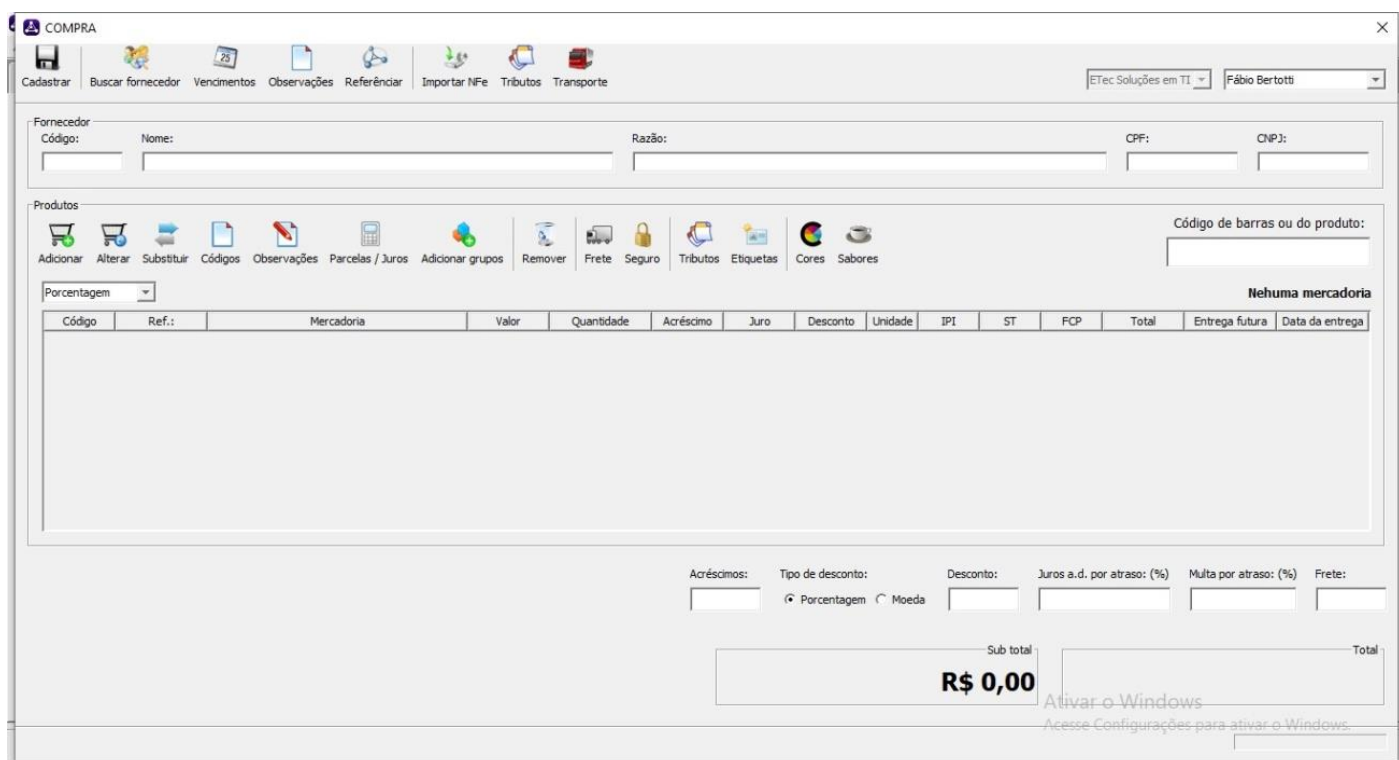 COMPRA
Cadastrar Buscar fornecedor Vencimentos Observações Referênciar Importar NFe Tributos Transporte
ETec Soluções em TI Fábio Bertotti
Fornecedor
Código: Nome: Razão: CPF: CNPJ:
Produtos
Código de barras ou do produto:
Adicionar Alterar Substituir Códigos Observações Parcelas / Juros Adicionar grupos Remover Frete Seguro Tributos Etiquetas Cores Sabores
Porcentagem Nehuma mercadoria
Código Ref.: Mercadoria Valor Quantidade Acréscimo Juro Desconto Unidade IPI ST FCP Total Entrega futura Data da entrega
Acréscimos: Tipo de desconto: Desconto: Juros a.d. por atraso: (%) Multa por atraso: (%) Frete:
Porcentagem Moeda
Sub total Total
R$ 0,00
Ativar o Windows
Acesse Configurações para ativar o Windows.